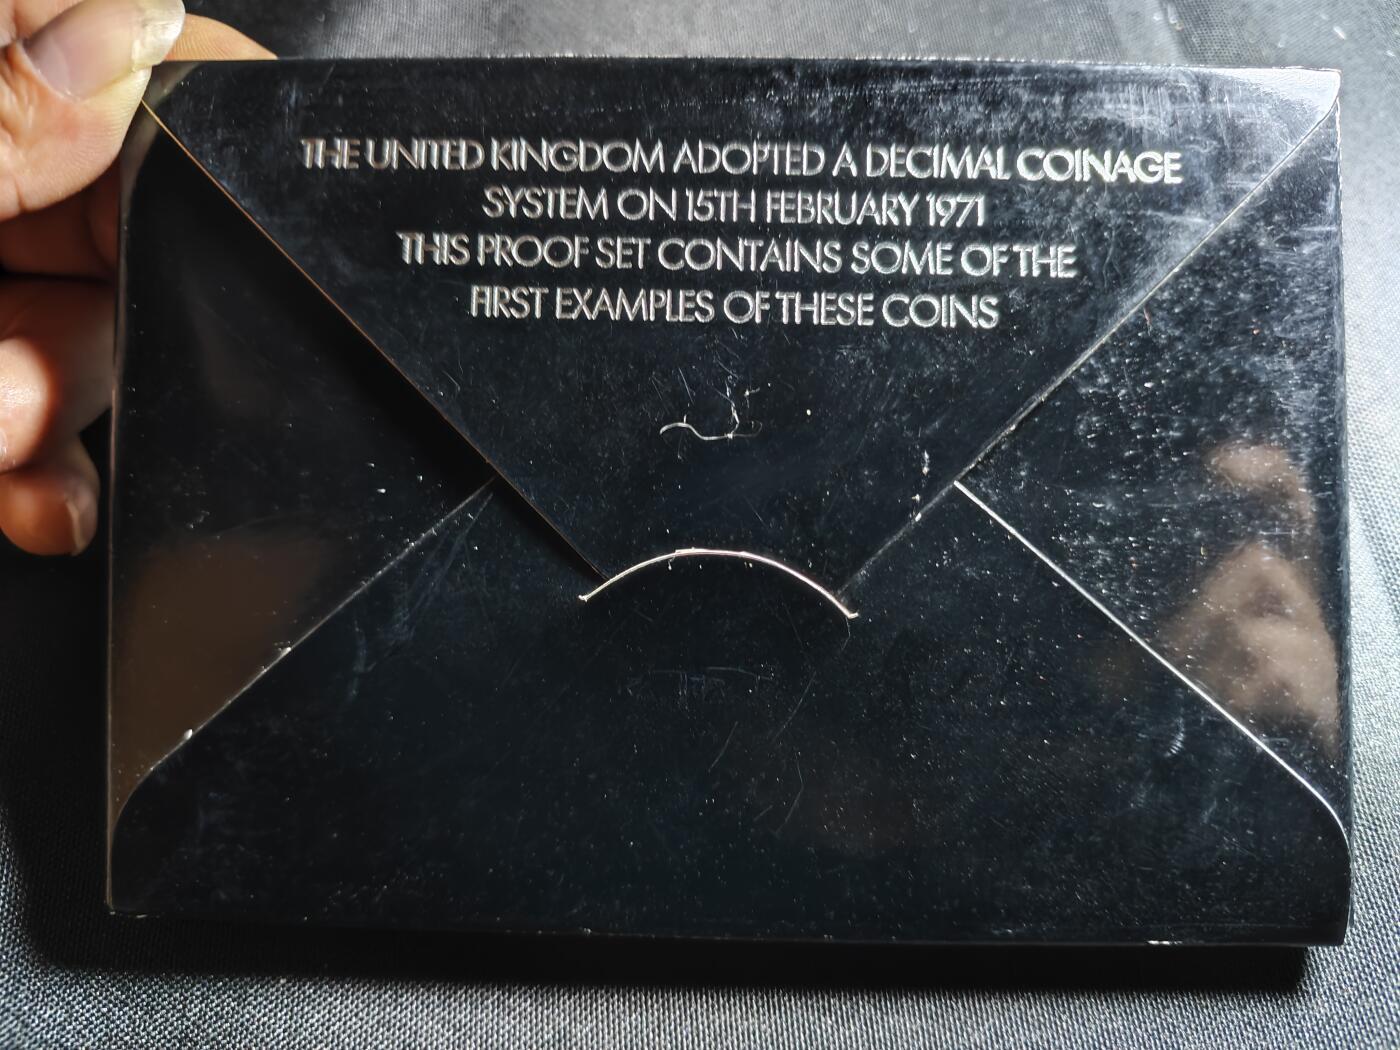 THE UNITED KINGDOM ADOPTED A DECIMAL COINAGE
SYSTEM ON 15TH FEBRUARY 1971
THIS PROOF SET CONTAINS SOME OF THE
FIRST EXAMPLES OF THESE COINS